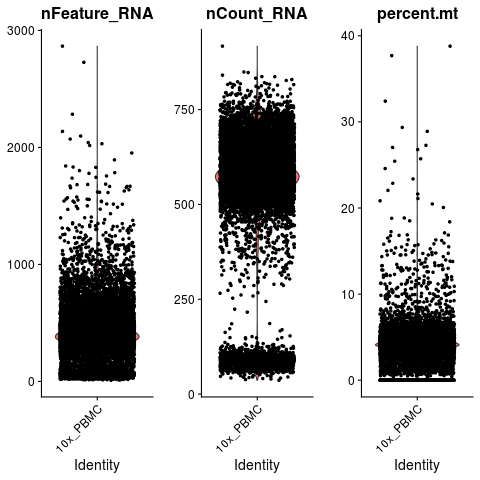 nFeature_RNA
3000
2000
1000
0
10x_PBMC
Identity
nCount_RNA
750
500
250
0
10x_PBMC
Identity
percent.mt
40
30
20
10
0
10x_PBMC
Identity